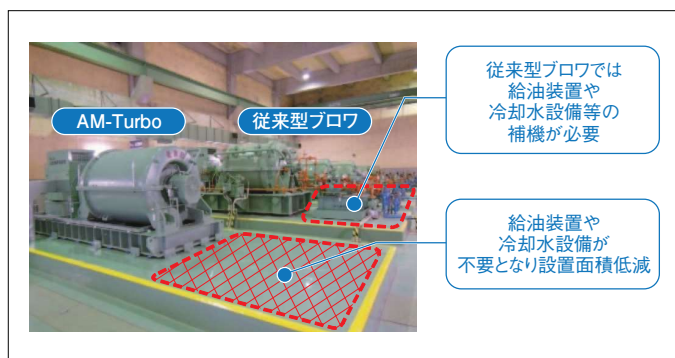 AM-Turbo
従来型ブロワ
従来型ブロワでは
給油装置や
冷却水設備等の
補機が必要
給油装置や
冷却水設備が
不要となり設置面積低減